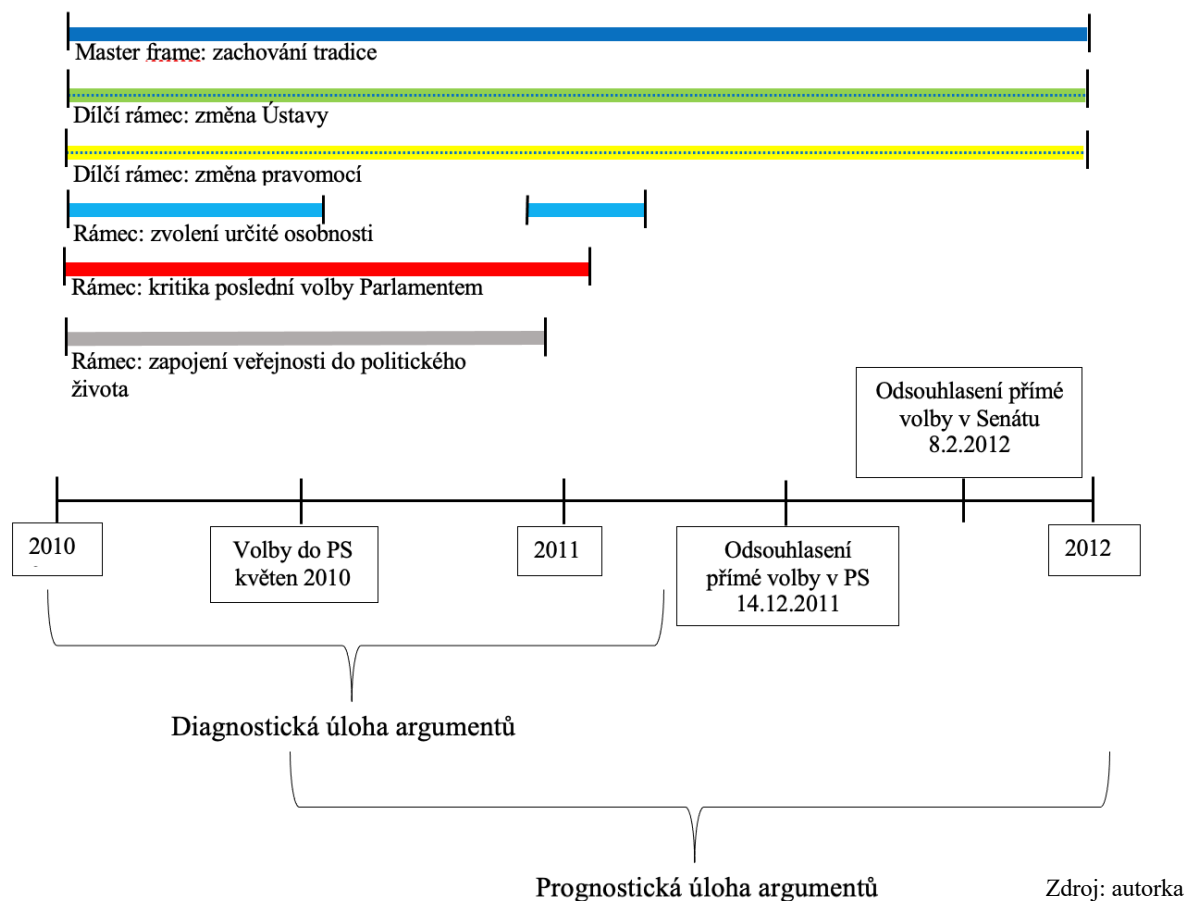 Master frame: zachování tradice
Dílčí rámec: změna Ústavy
Dílčí rámec: změna pravomocí
Rámec: zvolení určité osobnosti
Rámec: kritika poslední volby Parlamentem
Rámec: zapojení veřejnosti do politického
života
Odsouhlasení přímé
volby v Senátu
8.2.2012
2010
Volby do PS
květen 2010
2011
Odsouhlasení
přímé volby v PS
14.12.2011
2012
Diagnostická úloha argumentů
Prognostická úloha argumentů
Zdroj: autorka